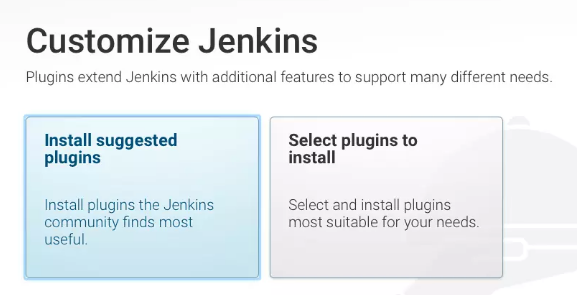 Customize Jenkins
Plugins extend Jenkins with additional features to support many different needs.
Install suggested
plugins
Install plugins the Jenkins
community finds most
useful.
Select plugins to
install
Select and install plugins
most suitable for your needs.